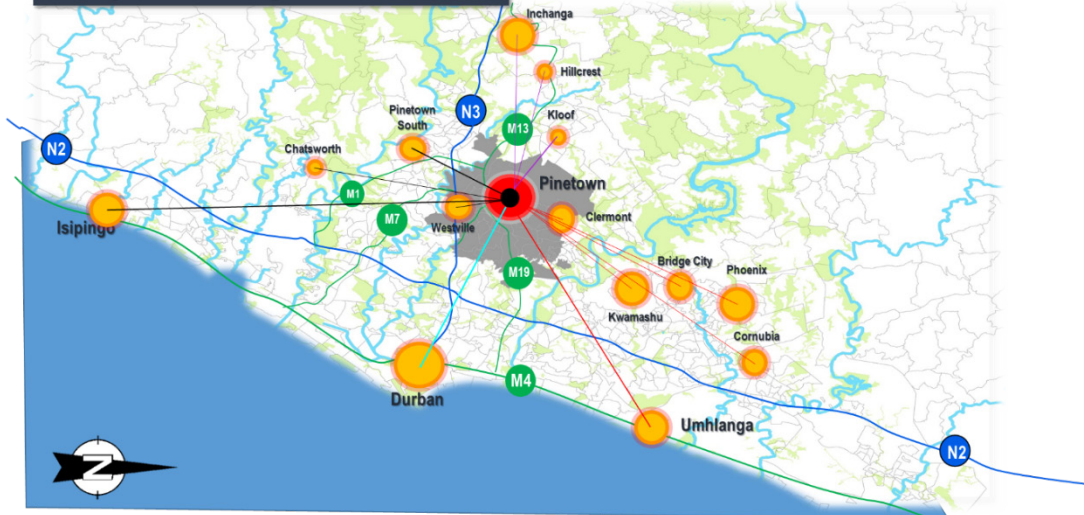 Inchanga
Hillcrest
N3
Pinetown
South
Kloof
M13
N2
Chatsworth
Pinetown
M1
Isipingo
M7
Westville
Clermont
M19
Bridge City
Phoenix
Kwamashu
Cornubia
M4
Durban
Umhlanga
N2
N